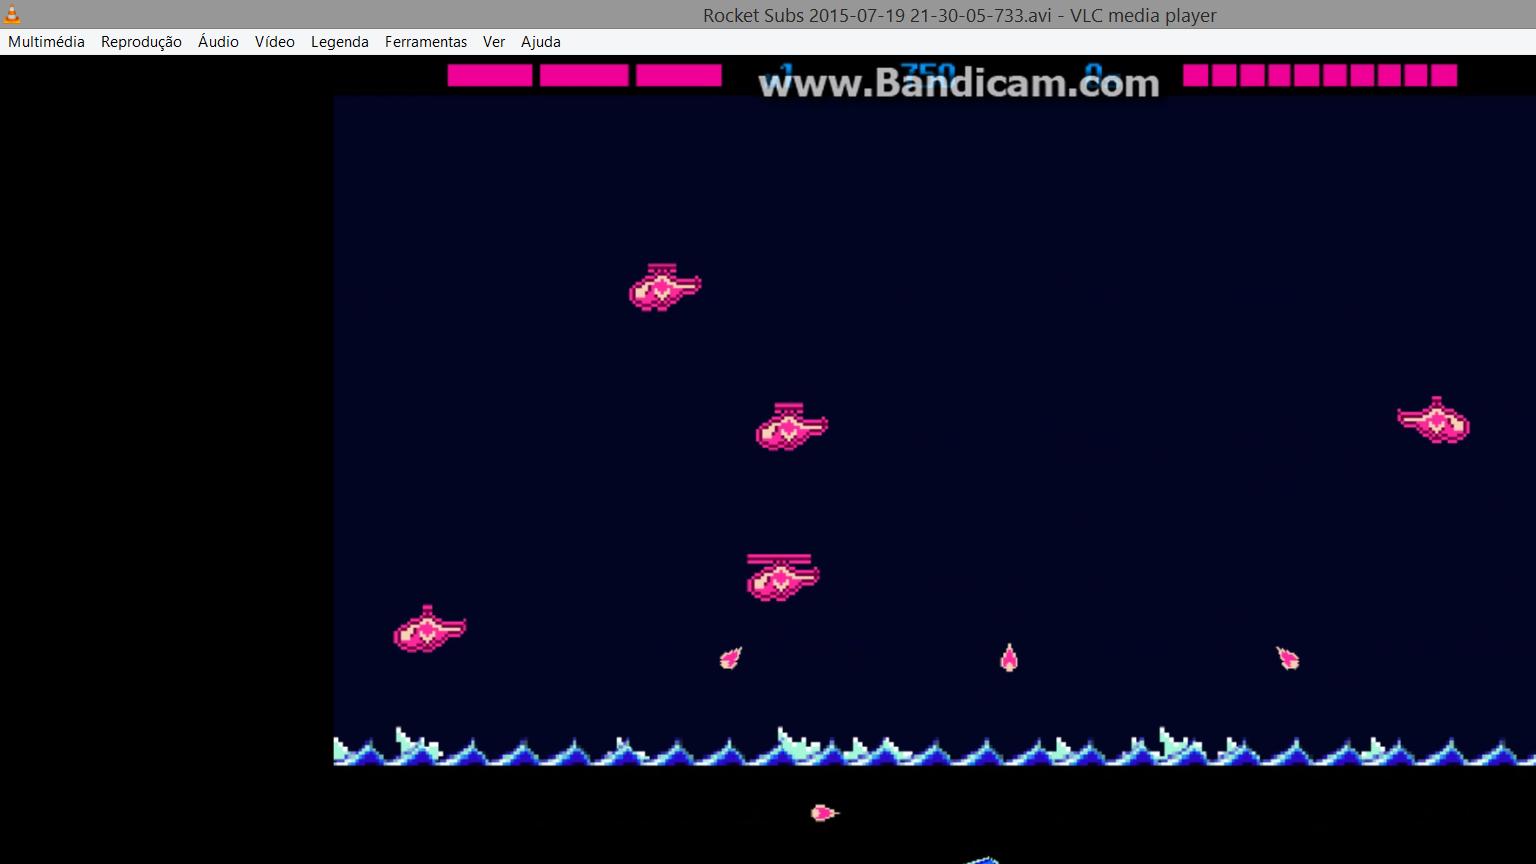 Rocket Subs 2015-07-19 21-30-05-733.avi - VLC media player
Multimédia Reprodução Áudio Vídeo Legenda Ferramentas Ver Ajuda
750
www.Bandicam.com